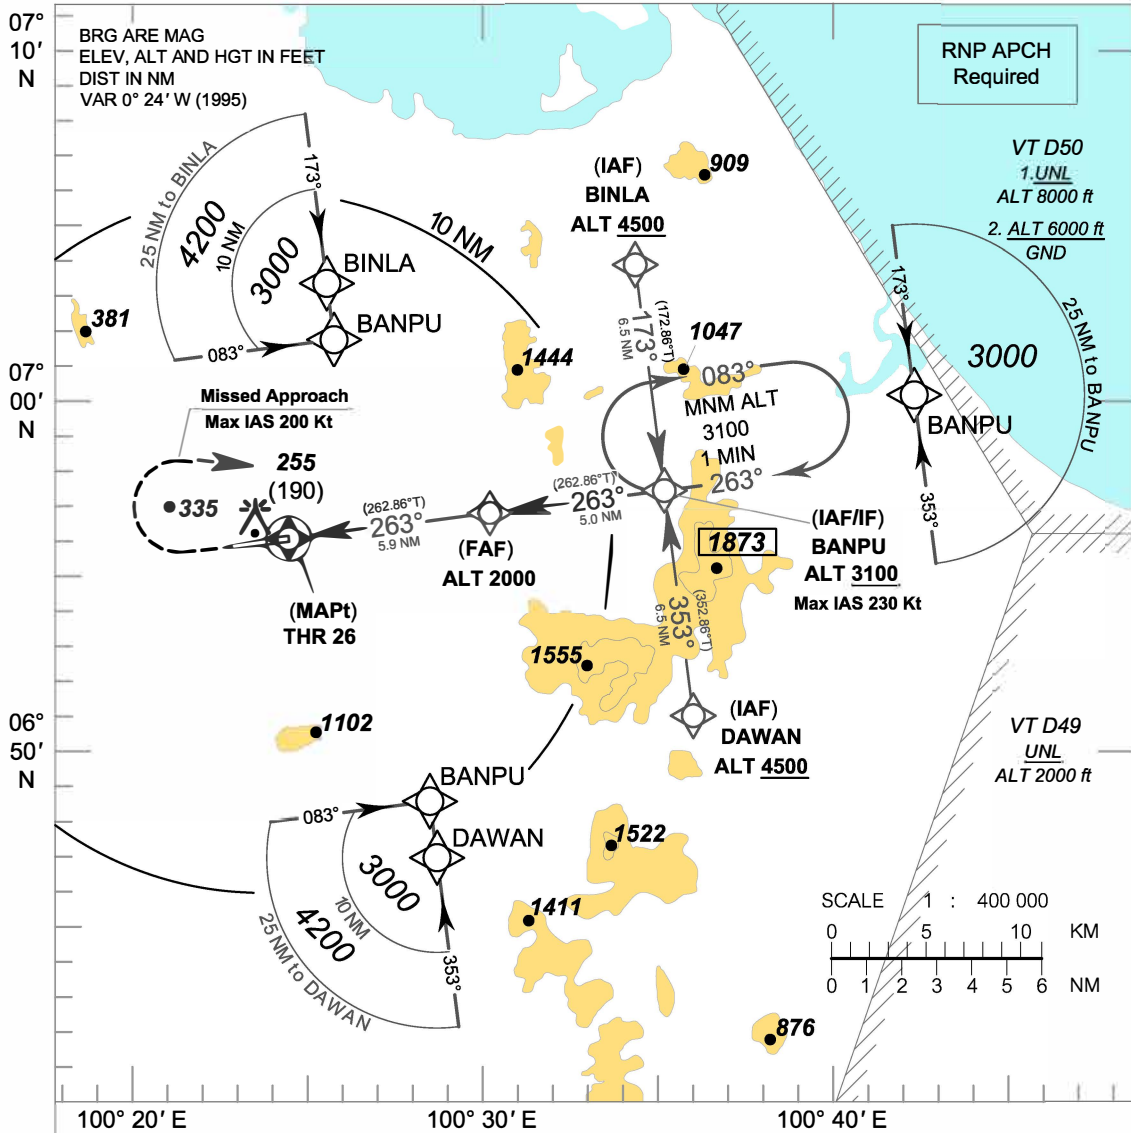 07°
10′
N
BRG ARE MAG
ELEV, ALT AND HGT IN FEET
DIST IN NM
VAR 0° 24′ W (1995)
RNP APCH
Required
VT D50
1.UNL
ALT 8000 ft
2. ALT 6000 ft
GND
25 NM to BINLA
4200
10 NM
3000
173°
083°
BINLA
BANPU
10 NM
(IAF)
BINLA
ALT 4500
909
381
1444
1047
173°
(172.86°T)
6.5 NM
083°
MNM ALT
3100
1 MIN
263°
173°
3000
25 NM to BANPU
BANPU
353°
07°
00′
N
Missed Approach
Max IAS 200 Kt
255
(190)
335
(262.86°T)
263°
5.9 NM
(262.86°T)
263°
5.0 NM
(FAF)
ALT 2000
(MAPt)
THR 26
1873
(IAF/IF)
BANPU
ALT 3100
Max IAS 230 Kt
353°
(352.86°T)
6.5 NM
1555
1102
(IAF)
DAWAN
ALT 4500
06°
50′
N
VT D49
UNL
ALT 2000 ft
BANPU
DAWAN
083°
3000
10 NM
4200
25 NM to DAWAN
353°
1522
1411
876
SCALE 1 : 400 000
0 5 10 KM
0 1 2 3 4 5 6 NM
100° 20′ E
100° 30′ E
100° 40′ E